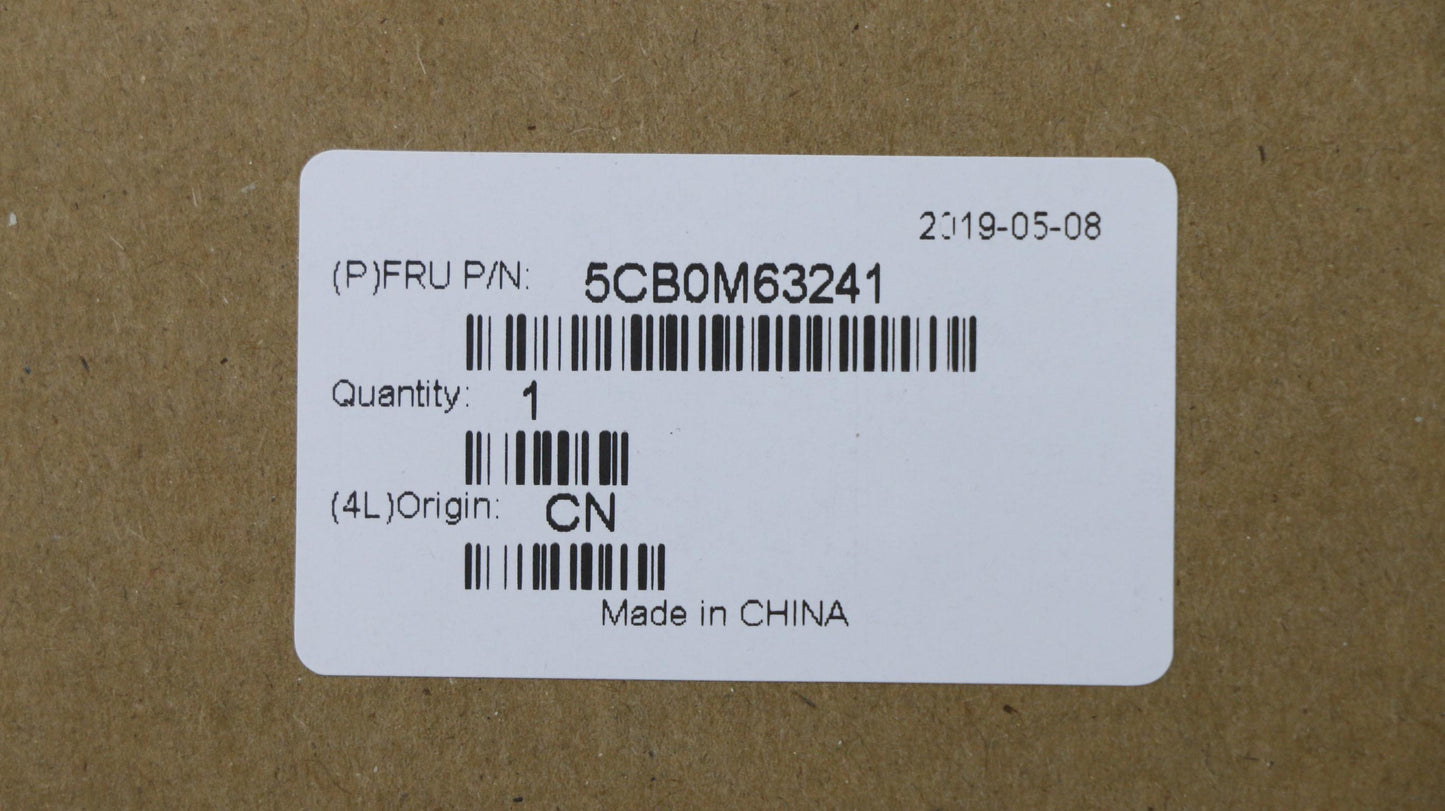 2019-05-08
(P)FRU P/N: 5CB0M63241
Quantity: 1
(4L)Origin: CN
Made in CHINA